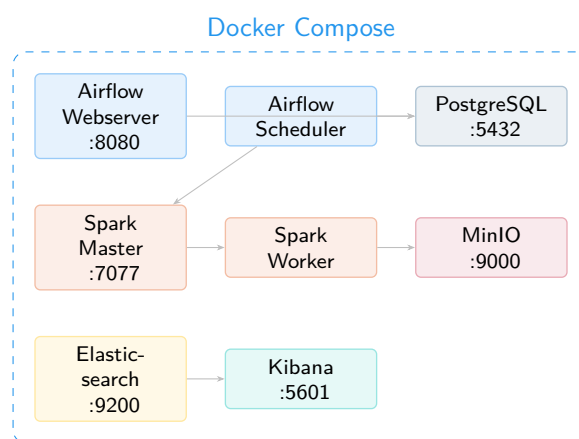 Docker Compose
Airflow
Webserver
:8080
Airflow
Scheduler
PostgreSQL
:5432
Spark
Master
:7077
Spark
Worker
MinIO
:9000
Elastic-
search
:9200
Kibana
:5601